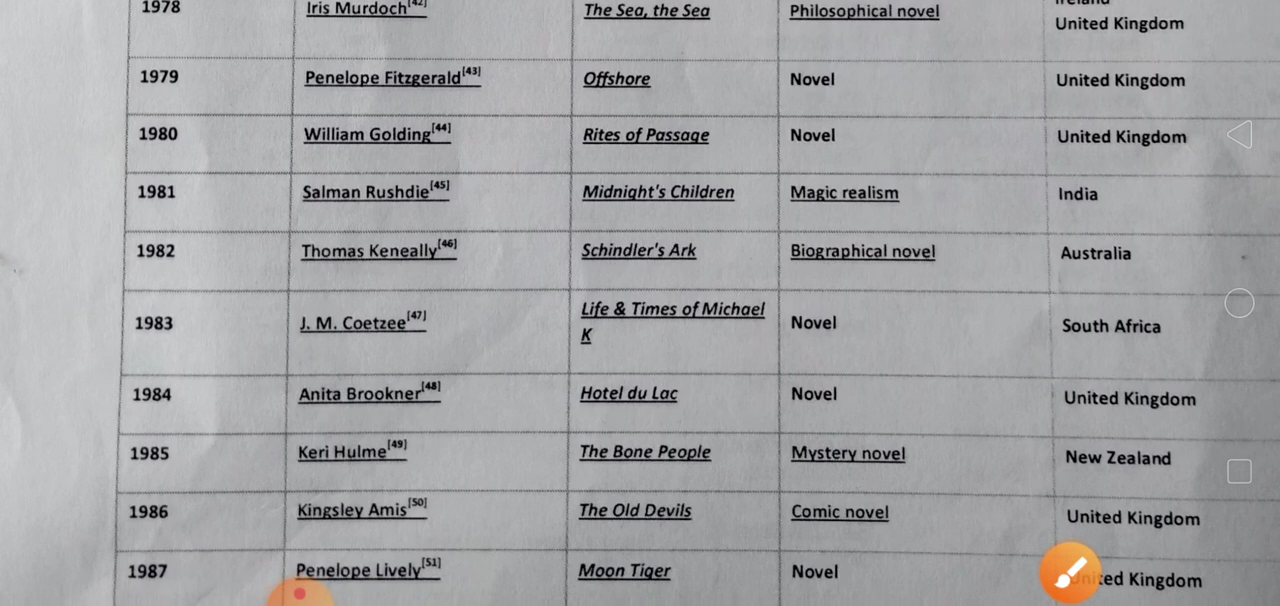 1978 Iris Murdoch[42] The Sea, the Sea Philosophical novel
United Kingdom
1979 Penelope Fitzgerald[43] Offshore Novel United Kingdom
1980 William Golding[44] Rites of Passage Novel United Kingdom
1981 Salman Rushdie[45] Midnight's Children Magic realism India
1982 Thomas Keneally[46] Schindler's Ark Biographical novel Australia
1983 J. M. Coetzee[47] Life & Times of Michael
K Novel South Africa
1984 Anita Brookner[48] Hotel du Lac Novel United Kingdom
1985 Keri Hulme[49] The Bone People Mystery novel New Zealand
1986 Kingsley Amis[50] The Old Devils Comic novel United Kingdom
1987 Penelope Lively[51] Moon Tiger Novel United Kingdom